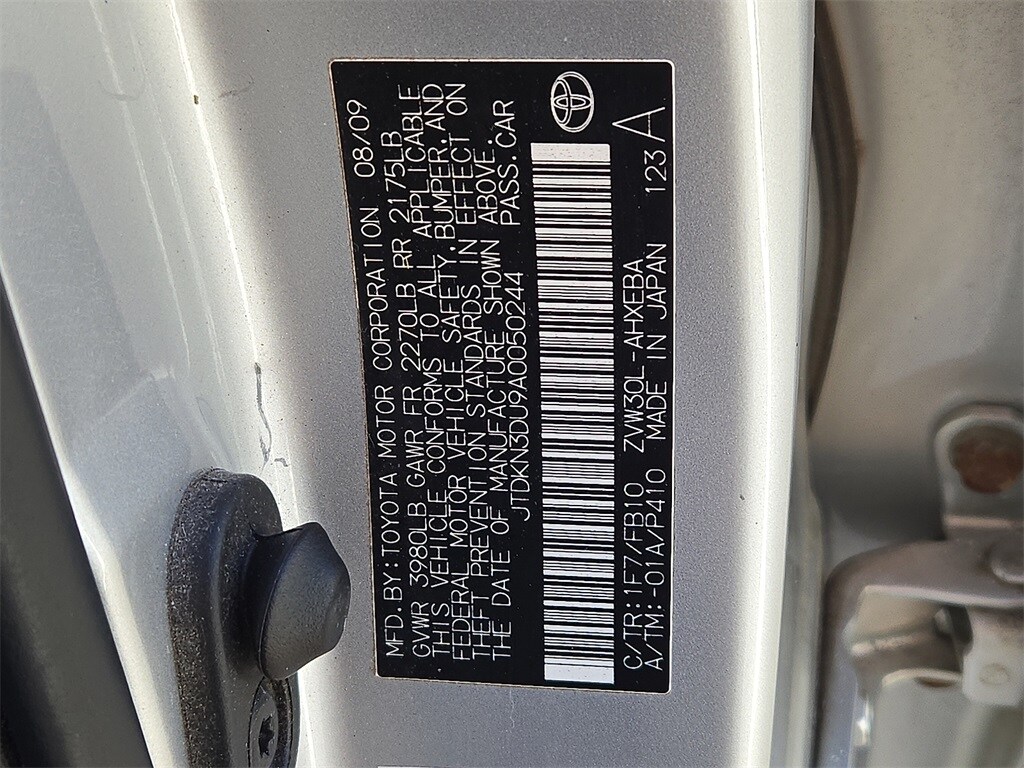 MFD.BY:TOYOTA MOTOR CORPORATION 08/09
GVWR 3980LB GAWR FR 2270LB RR 2175LB
THIS VEHICLE CONFORMS TO ALL APPLICABLE
FEDERAL MOTOR VEHICLE SAFETY,BUMPER,AND
THEFT PREVENTION STANDARDS IN EFFECT ON
THE DATE OF MANUFACTURE SHOWN ABOVE.
JTDKN3DU9A0050244 PASS.CAR
C/TR:1F7/FB10 ZVW30L-AHXEBA 123
A/TM:-01A/P410 MADE IN JAPAN A